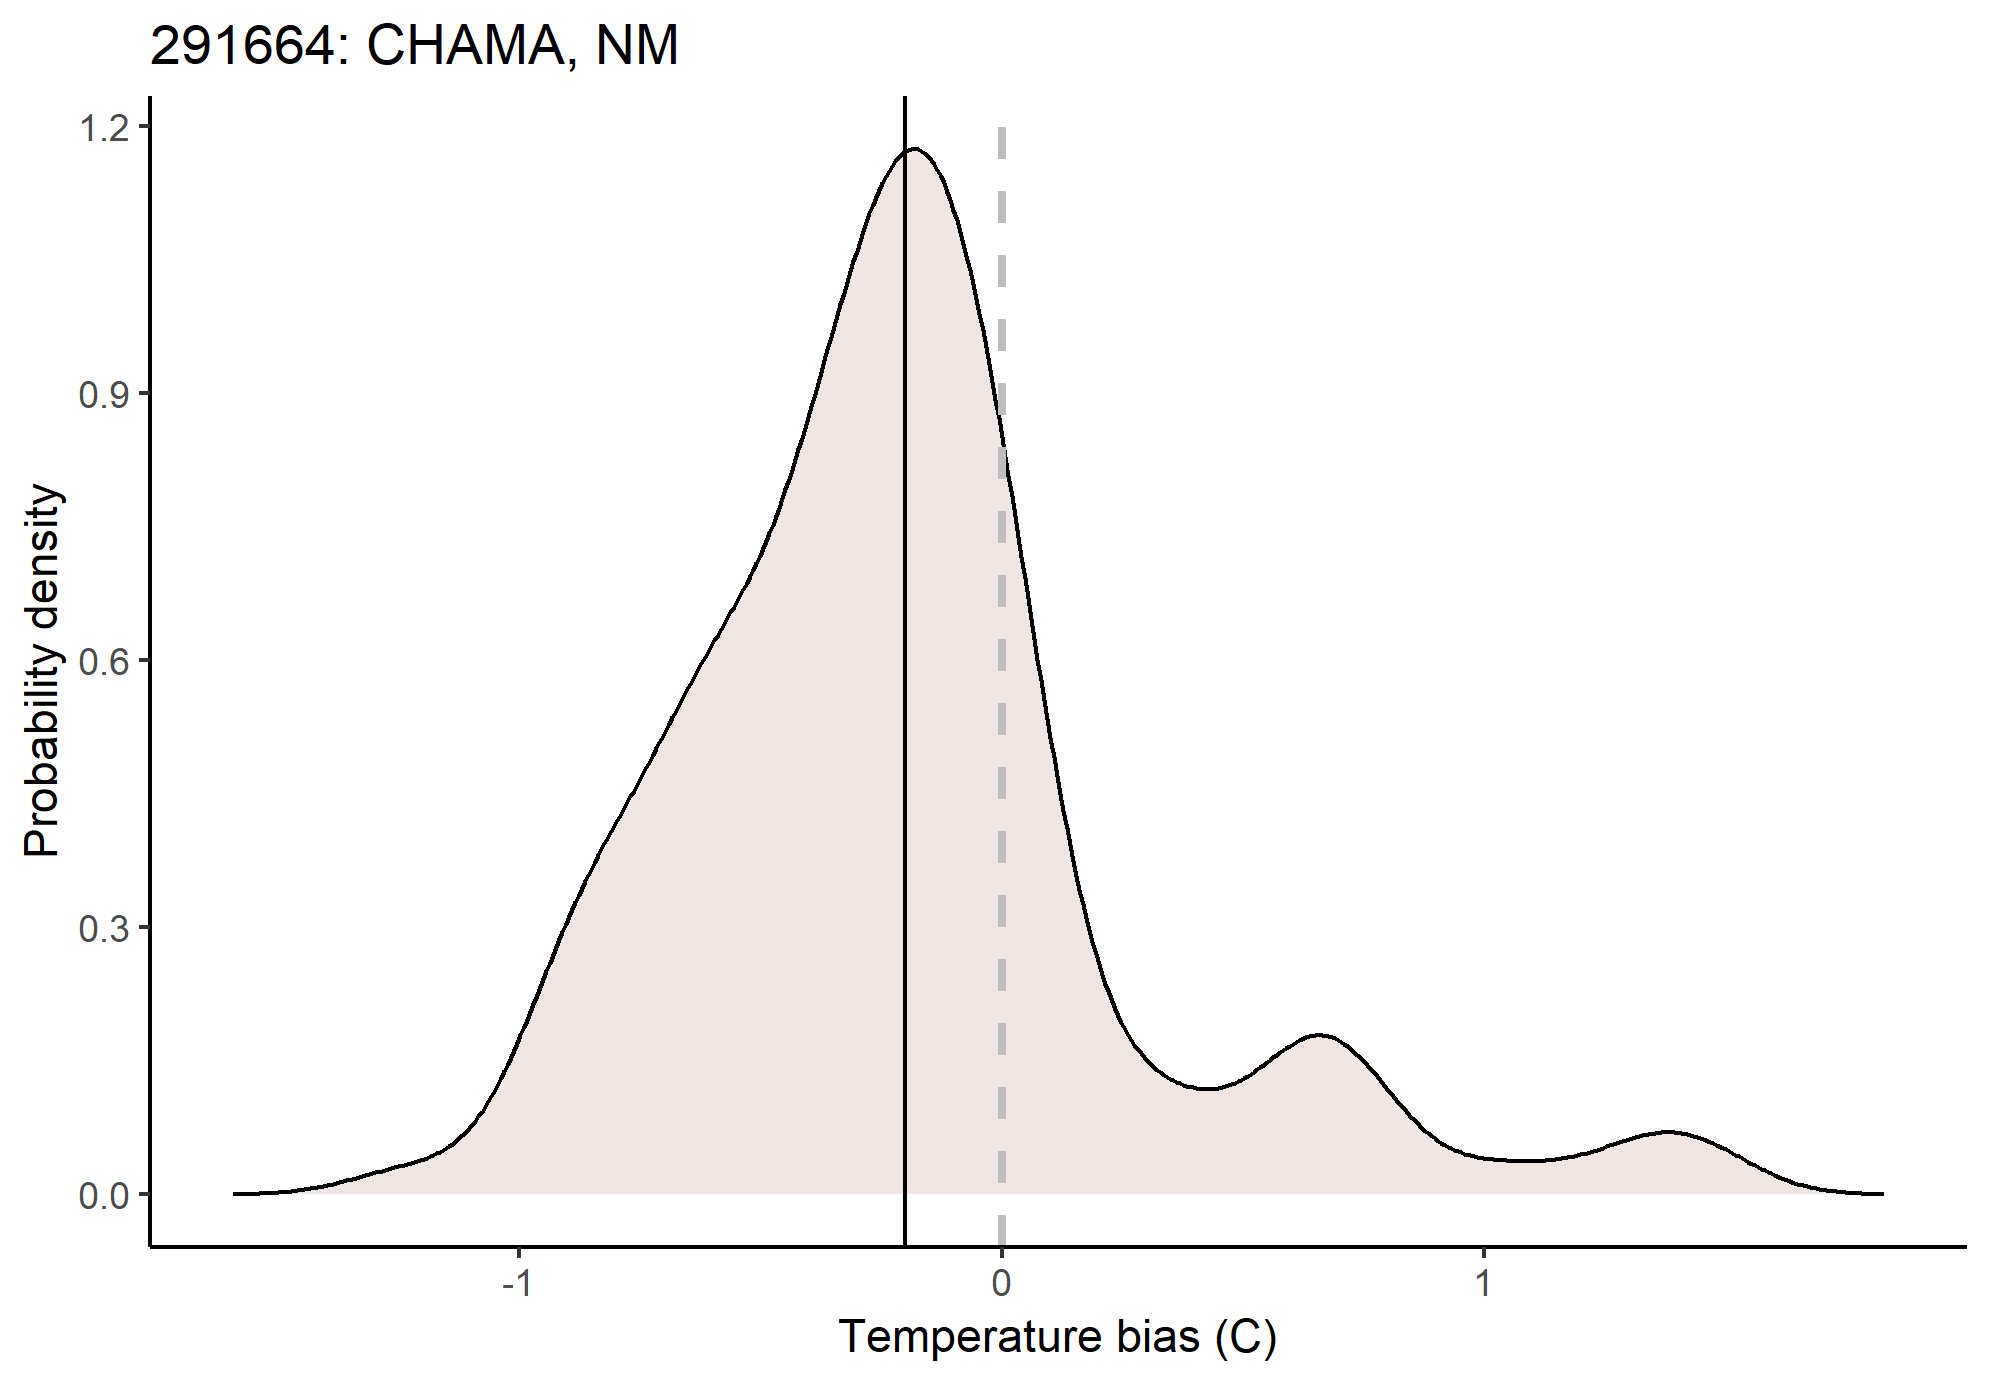 291664: CHAMA, NM
1.2
0.9
0.6
0.3
0.0
Probability density
-1
0
1
Temperature bias (C)